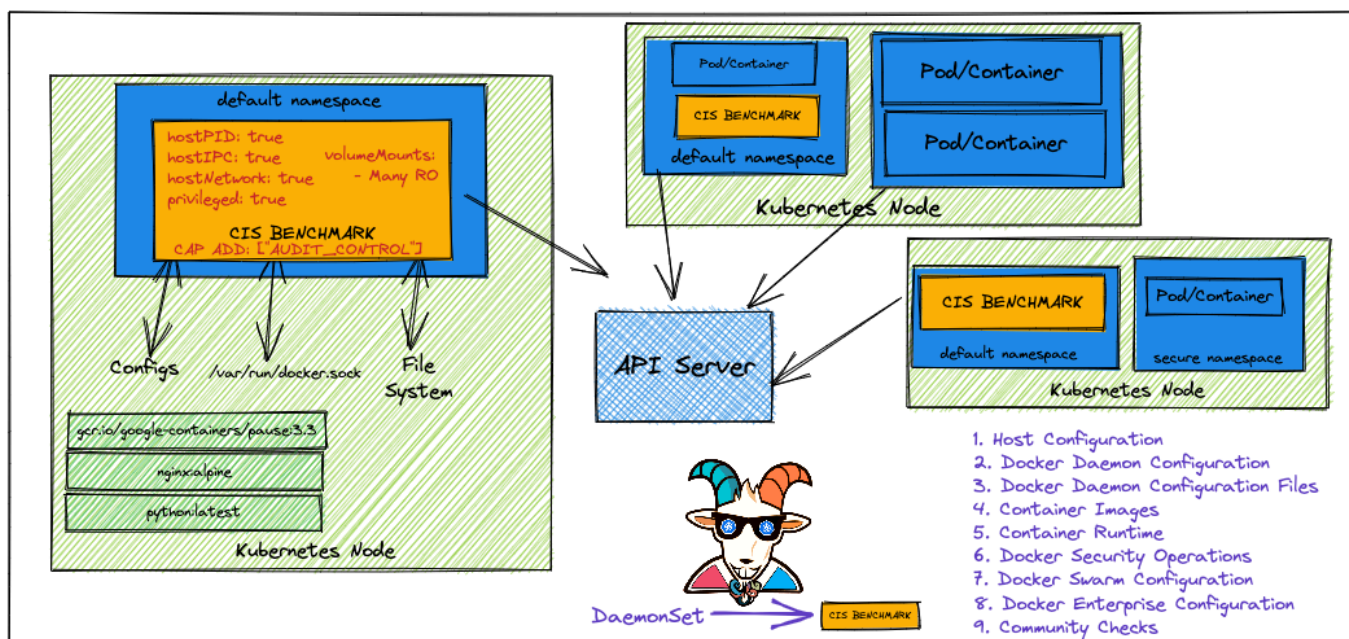 default namespace
hostPID: true
hostIPC: true
hostNetwork: true
privileged: true
volumeMounts:
- Many RO
CIS BENCHMARK
CAP ADD: ["AUDIT_CONTROL"]
Configs
/var/run/docker.sock
File
System
gcr.io/google-containers/pause:3.3
nginx:alpine
python:latest
Kubernetes Node
Pod/Container
CIS BENCHMARK
default namespace
Pod/Container
Pod/Container
Kubernetes Node
API Server
CIS BENCHMARK
default namespace
Pod/Container
secure namespace
Kubernetes Node
DaemonSet
CIS BENCHMARK
1. Host Configuration
2. Docker Daemon Configuration
3. Docker Daemon Configuration Files
4. Container Images
5. Container Runtime
6. Docker Security Operations
7. Docker Swarm Configuration
8. Docker Enterprise Configuration
9. Community Checks